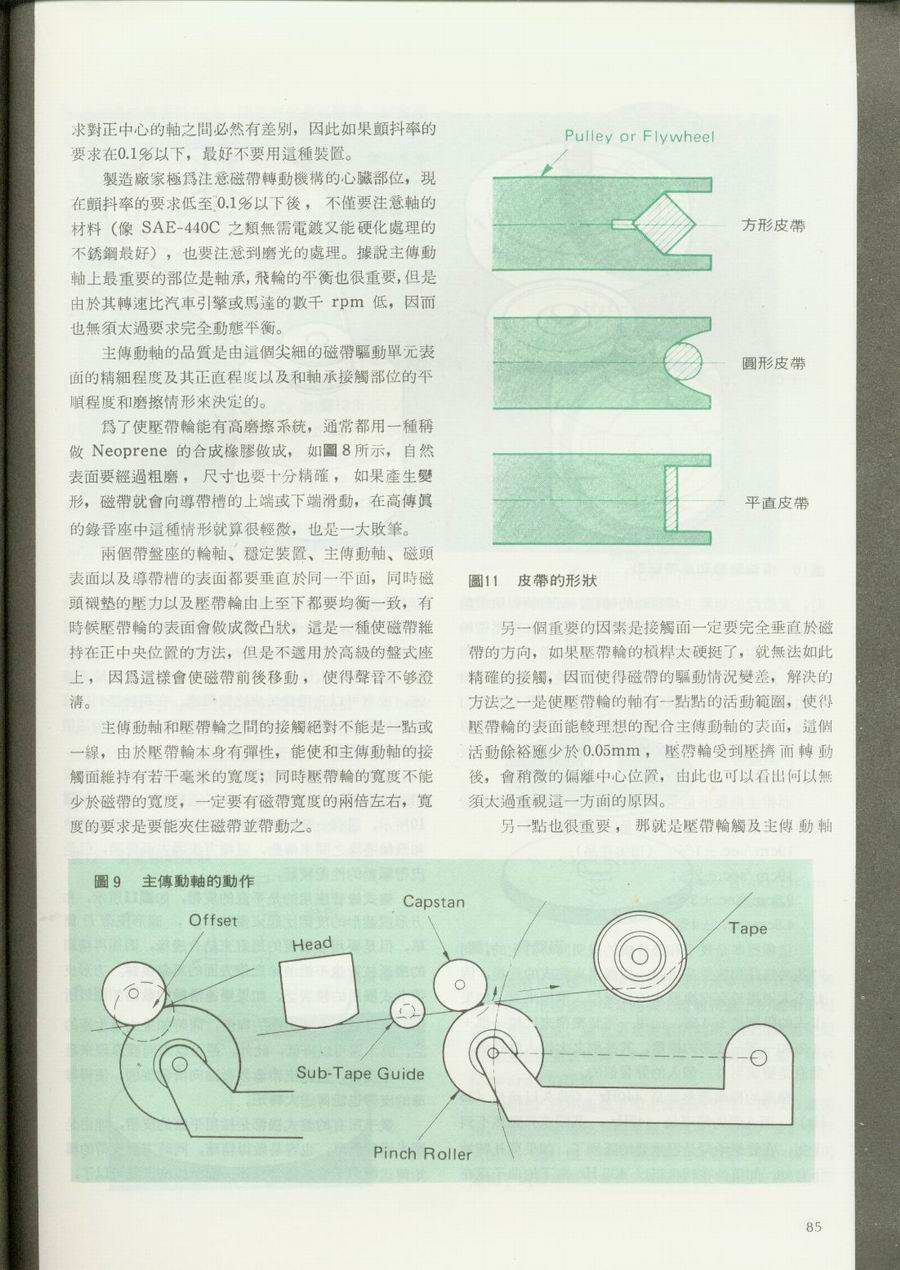 求對正中心的軸之間必然有差別，因此如果顫抖率的
要求在0.1%以下，最好不要用這種裝置。
製造廠家極爲注意磁帶轉動機構的心臟部位，現
在顫抖率的要求低至0.1%以下後，不僅要注意軸的
材料（像 SAE-440C 之類無需電鍍又能硬化處理的
不銹鋼最好），也要注意到磨光的處理。據說主傳動
軸上最重要的部位是軸承，飛輪的平衡也很重要，但是
由於其轉速比汽車引擎或馬達的數千 rpm 低，因而
也無須太過要求完全動態平衡。
主傳動軸的品質是由這個尖細的磁帶驅動單元表
面的精細程度及其正直程度以及和軸承接觸部位的平
順程度和磨擦情形來決定的。
爲了使壓帶輪能有高磨擦系統，通常都用一種稱
做 Neoprene 的合成橡膠做成，如圖8所示，自然
表面要經過粗磨，尺寸也要十分精確，如果產生變
形，磁帶就會向導帶槽的上端或下端滑動，在高傳眞
的錄音座中這種情形就算很輕微，也是一大敗筆。
兩個帶盤座的輪軸、穩定裝置、主傳動軸、磁頭
表面以及導帶槽的表面都要垂直於同一平面，同時磁
頭襯墊的壓力以及壓帶輪由上至下都要均衡一致，有
時候壓帶輪的表面會做成微凸狀，這是一種使磁帶維
持在正中央位置的方法，但是不適用於高級的盤式座
上，因爲這樣會使磁帶前後移動，使得聲音不夠澄
清。
主傳動軸和壓帶輪之間的接觸絕對不能是一點或
一線，由於壓帶輪本身有彈性，能使和主傳動軸的接
觸面維持有若干毫米的寬度；同時壓帶輪的寬度不能
少於磁帶的寬度，一定要有磁帶寬度的兩倍左右，寬
度的要求是要能夾住磁帶並帶動之。
Pulley or Flywheel
方形皮帶
圓形皮帶
平直皮帶
圖11 皮帶的形狀
另一個重要的因素是接觸面一定要完全垂直於磁
帶的方向，如果壓帶輪的槓桿太硬挺了，就無法如此
精確的接觸，因而使得磁帶的驅動情況變差，解決的
方法之一是使壓帶輪的軸有一點點的活動範圍，使得
壓帶輪的表面能較理想的配合主傳動軸的表面，這個
活動餘裕應少於0.05mm，壓帶輪受到壓擠而轉動
後，會稍微的偏離中心位置，由此也可以看出何以無
須太過重視這一方面的原因。
另一點也很重要，那就是壓帶輪觸及主傳動軸
圖9 主傳動軸的動作
Offset
Head
Capstan
Tape
Sub-Tape Guide
Pinch Roller
85